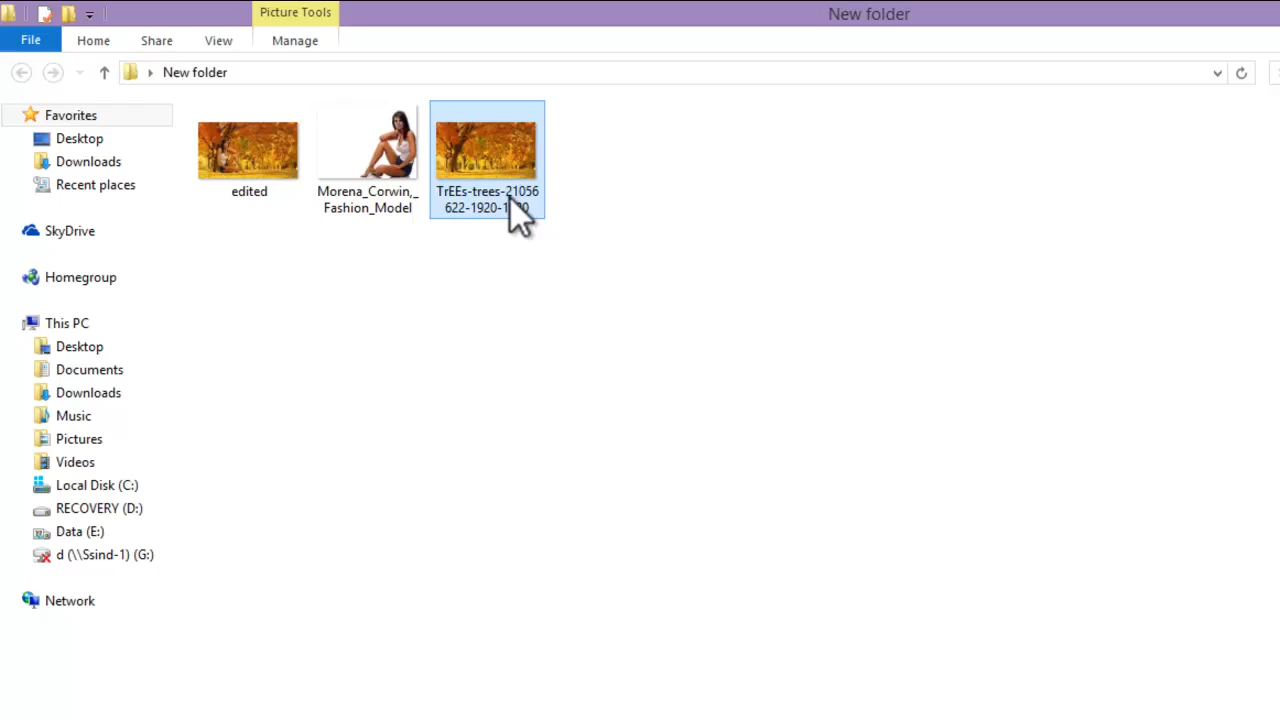 Picture Tools
New folder
File
Home
Share
View
Manage
New folder
Favorites
Desktop
Downloads
Recent places
SkyDrive
Homegroup
This PC
Desktop
Documents
Downloads
Music
Pictures
Videos
Local Disk (C:)
RECOVERY (D:)
Data (E:)
d (\\Ssind-1) (G:)
Network
edited
Morena_Corwin,_
Fashion_Model
TrEEs-trees-21056
622-1920-